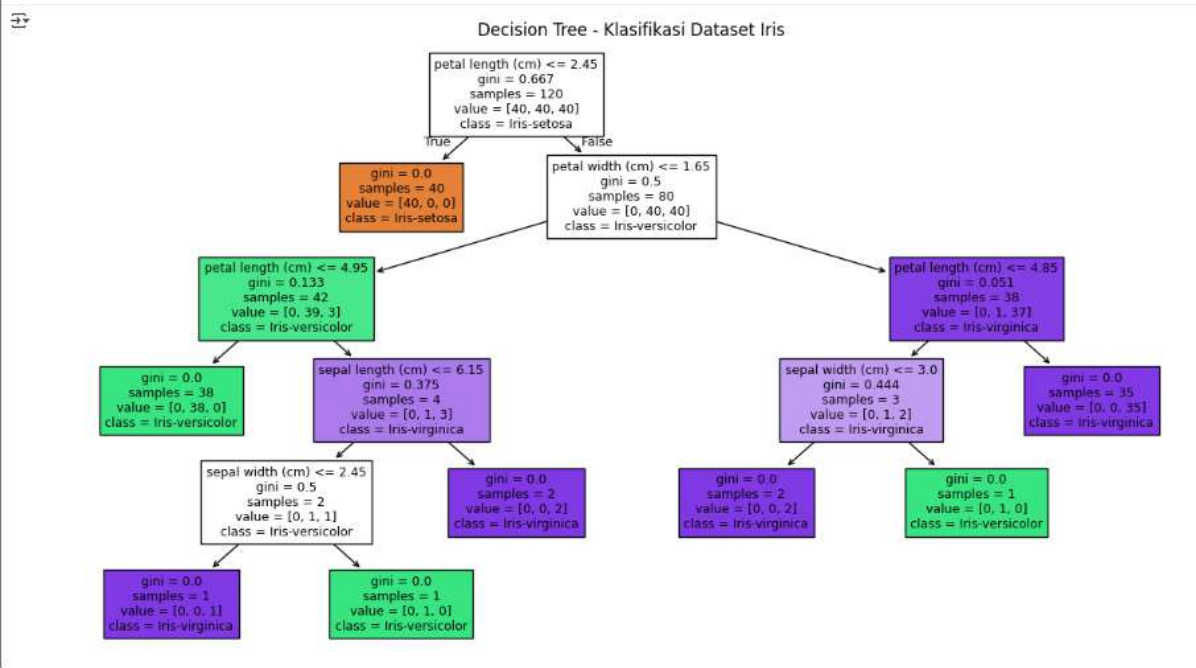 Decision Tree - Klasifikasi Dataset Iris
petal length (cm) <= 2.45
gini = 0.667
samples = 120
value = [40, 40, 40]
class = Iris-setosa
True
False
gini = 0.0
samples = 40
value = [40, 0, 0]
class = Iris-setosa
petal width (cm) <= 1.65
gini = 0.5
samples = 80
value = [0, 40, 40]
class = Iris-versicolor
petal length (cm) <= 4.95
gini = 0.133
samples = 42
value = [0, 39, 3]
class = Iris-versicolor
petal length (cm) <= 4.85
gini = 0.051
samples = 38
value = [0, 1, 37]
class = Iris-virginica
gini = 0.0
samples = 38
value = [0, 38, 0]
class = Iris-versicolor
sepal length (cm) <= 6.15
gini = 0.375
samples = 4
value = [0, 1, 3]
class = Iris-virginica
sepal width (cm) <= 3.0
gini = 0.444
samples = 3
value = [0, 1, 2]
class = Iris-virginica
gini = 0.0
samples = 35
value = [0, 0, 35]
class = Iris-virginica
sepal width (cm) <= 2.45
gini = 0.5
samples = 2
value = [0, 1, 1]
class = Iris-versicolor
gini = 0.0
samples = 2
value = [0, 0, 2]
class = Iris-virginica
gini = 0.0
samples = 2
value = [0, 0, 2]
class = Iris-virginica
gini = 0.0
samples = 1
value = [0, 1, 0]
class = Iris-versicolor
gini = 0.0
samples = 1
value = [0, 0, 1]
class = Iris-virginica
gini = 0.0
samples = 1
value = [0, 1, 0]
class = Iris-versicolor